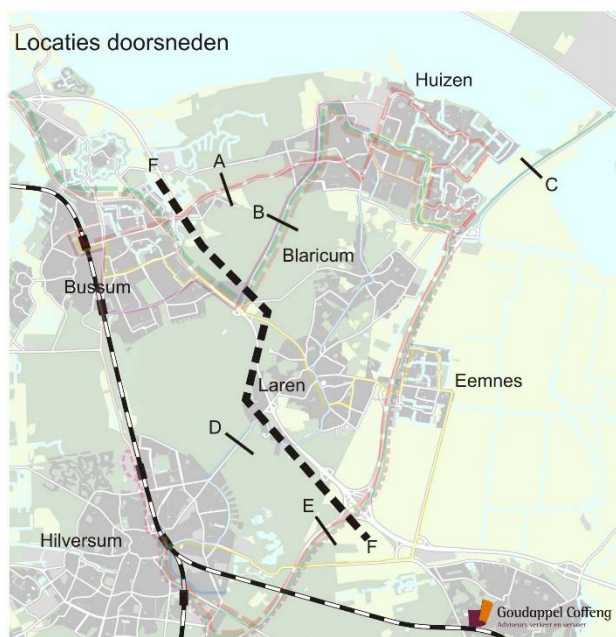 Locaties doorsneden
Huizen
F
A
C
B
Blaricum
Bussum
Laren
Eemnes
D
E
F
Hilversum
Goudappel Coffeng
Adviseurs verkeer en vervoer